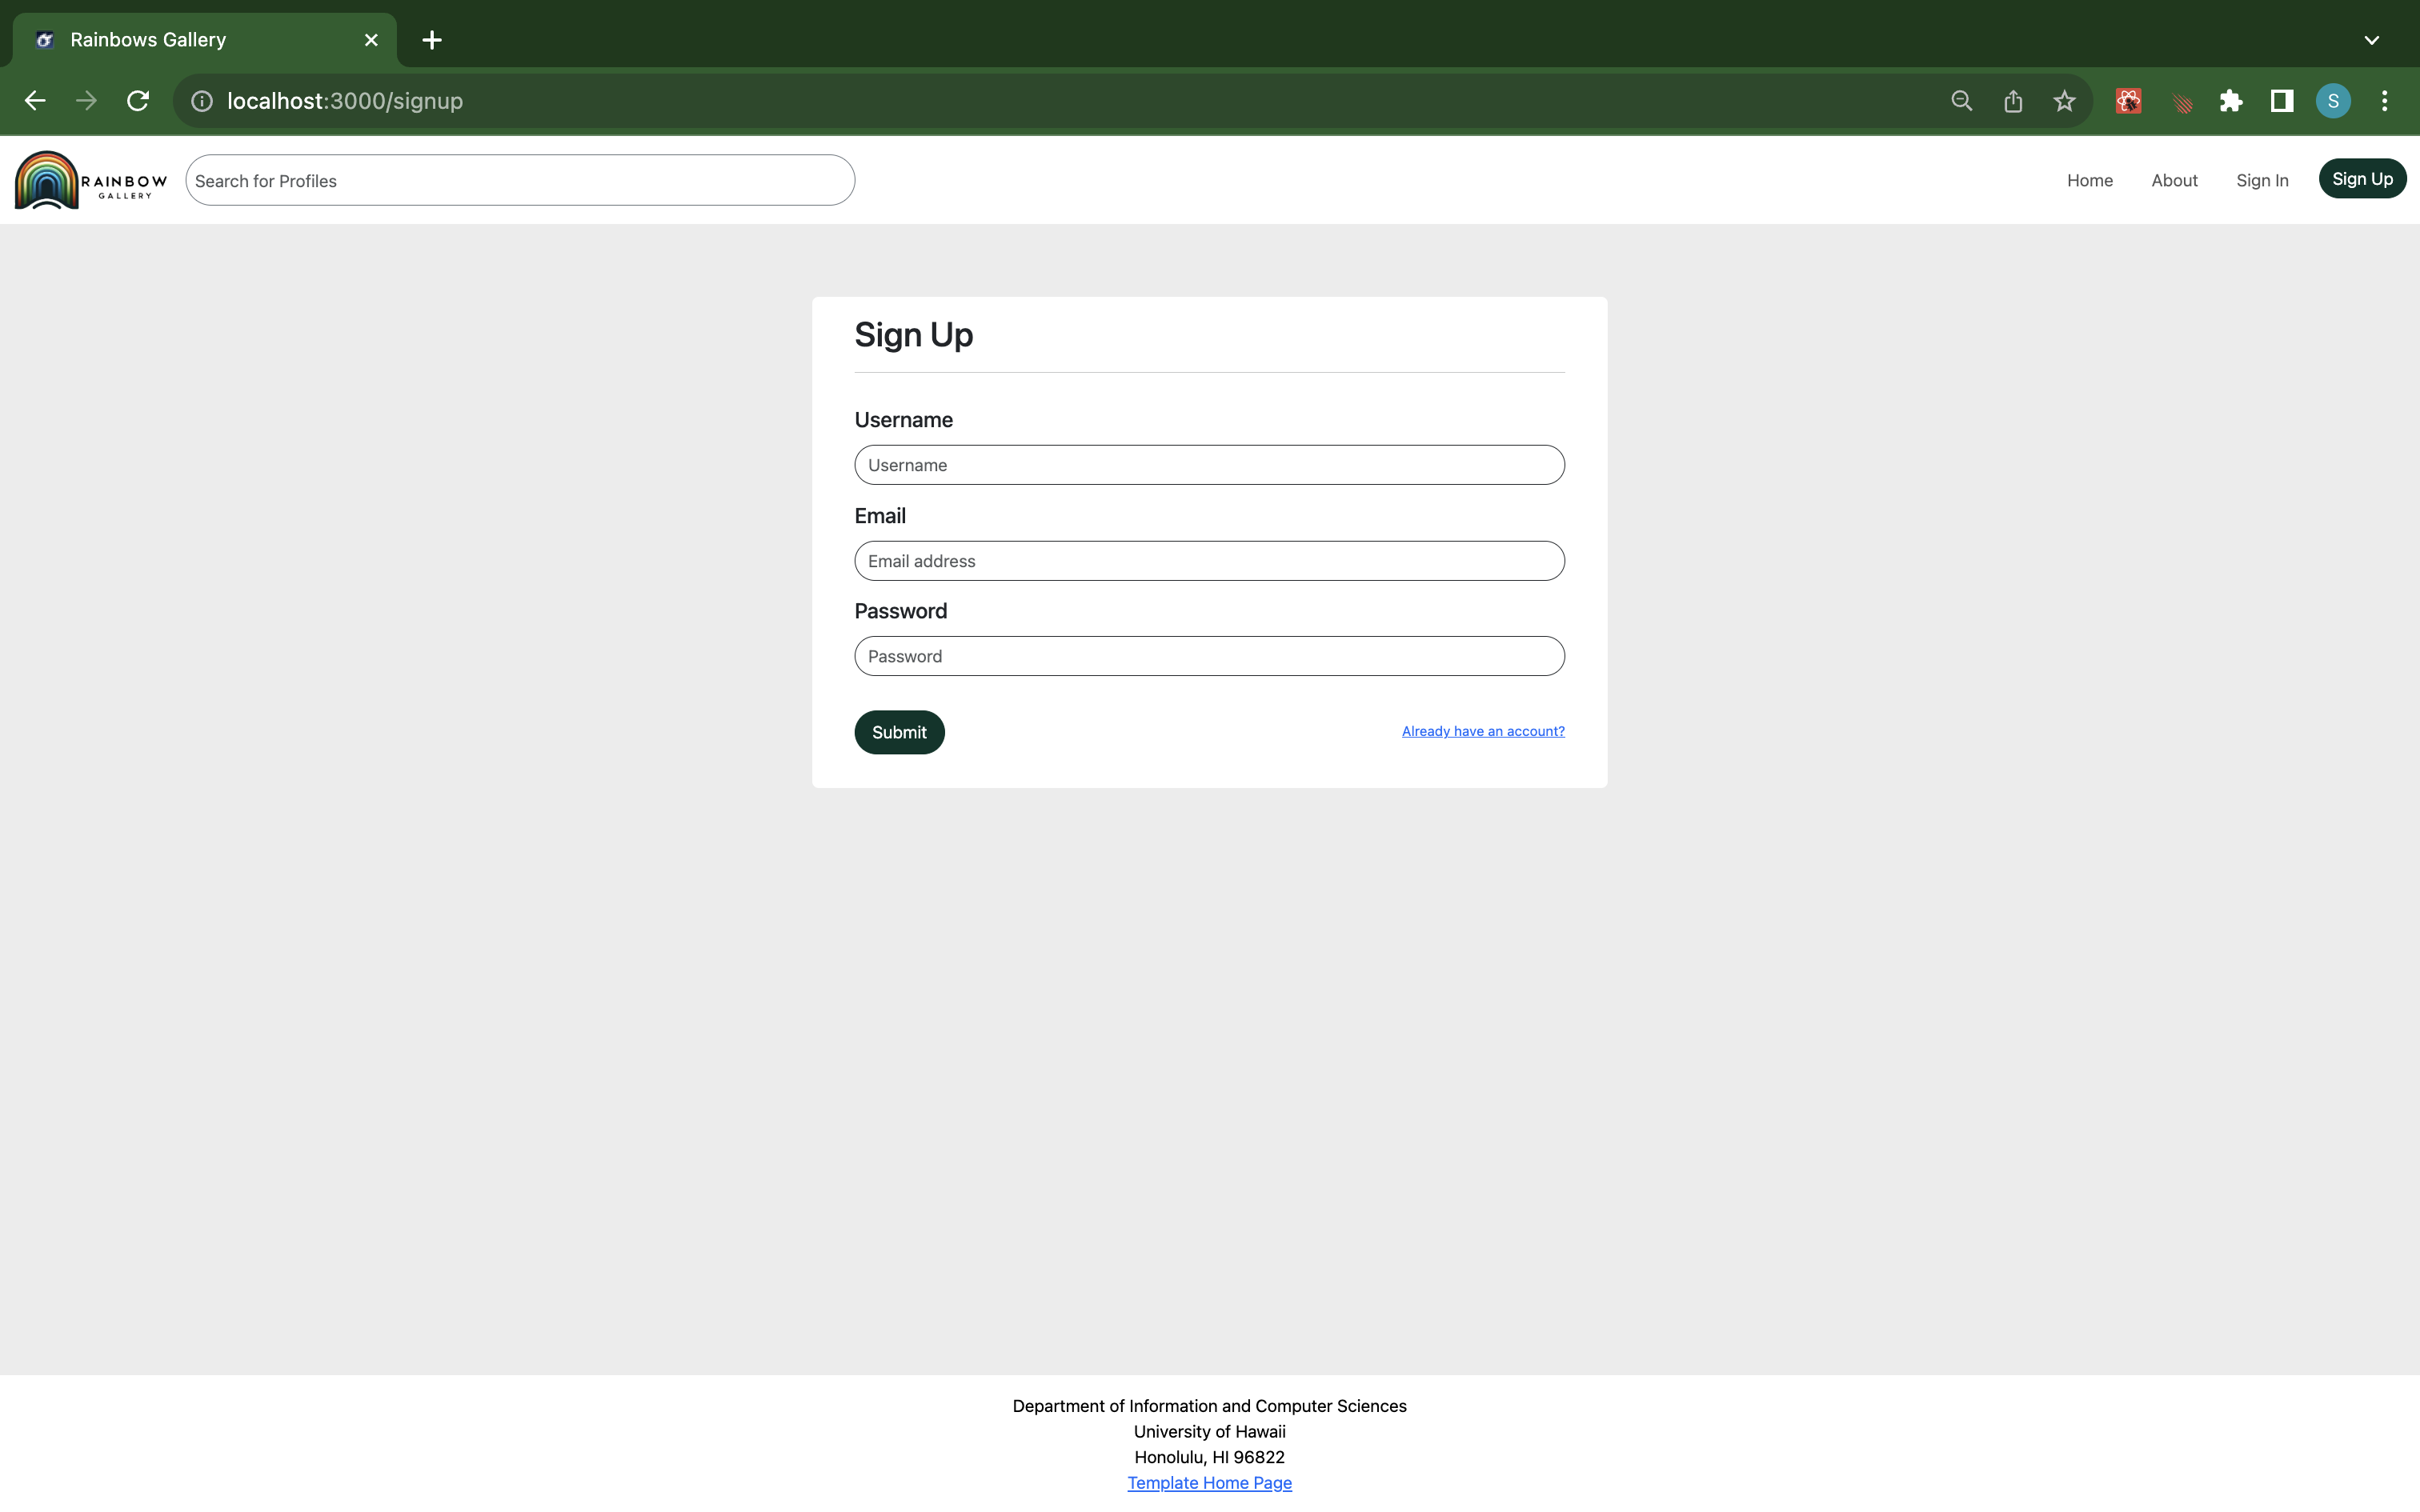 Rainbows Gallery
localhost:3000/signup
S
RAINBOW
GALLERY
Search for Profiles
Home
About
Sign In
Sign Up
Sign Up
Username
Username
Email
Email address
Password
Password
Submit
Already have an account?
Department of Information and Computer Sciences
University of Hawaii
Honolulu, HI 96822
Template Home Page